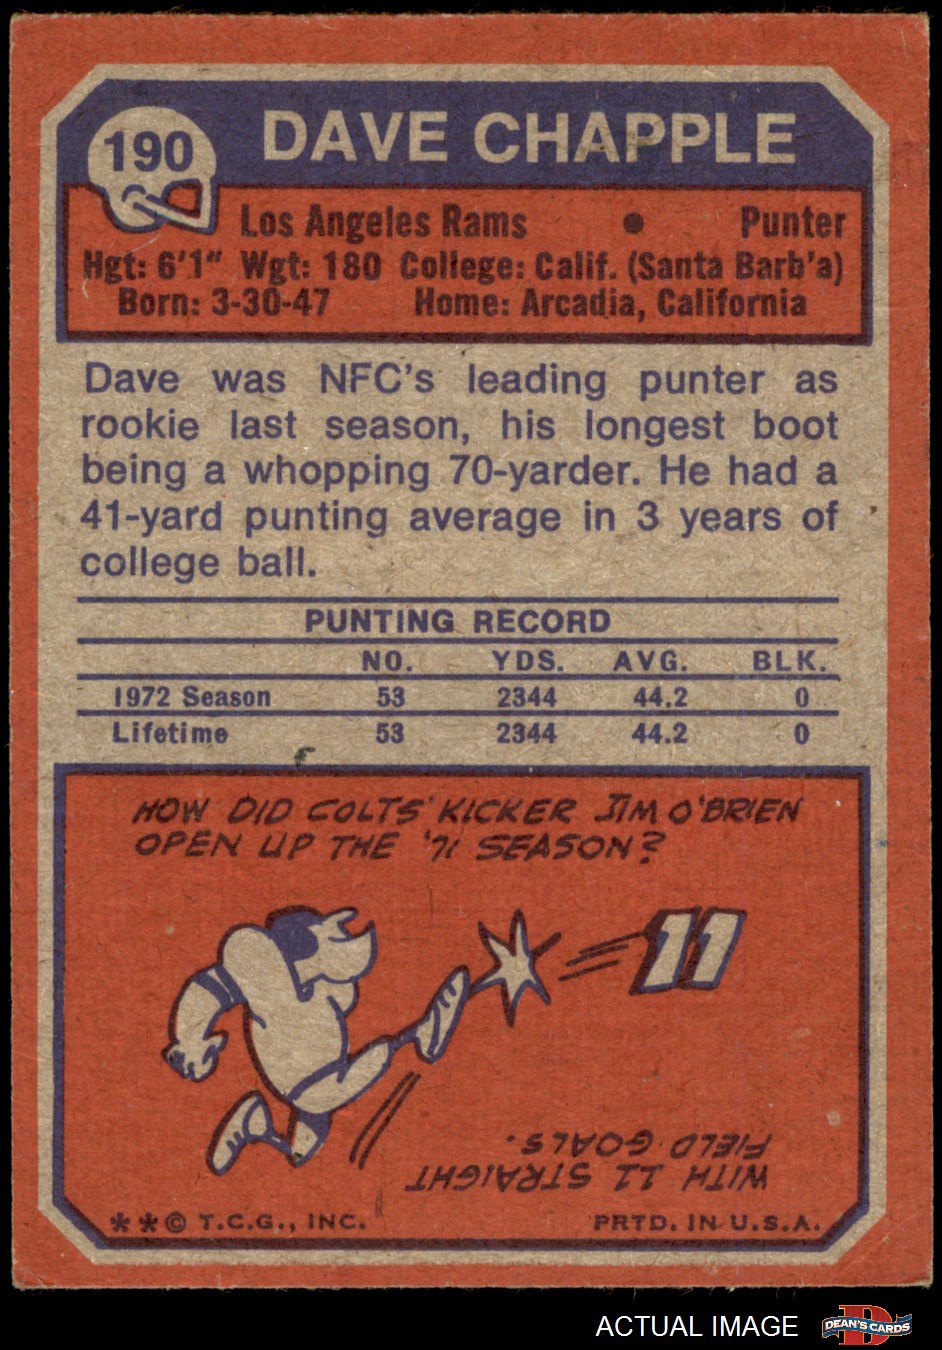 190
DAVE CHAPPLE
Los Angeles Rams • Punter
Hgt: 6'1" Wgt: 180 College: Calif. (Santa Barb'a)
Born: 3-30-47 Home: Arcadia, California
Dave was NFC's leading punter as
rookie last season, his longest boot
being a whopping 70-yarder. He had a
41-yard punting average in 3 years of
college ball.
PUNTING RECORD
NO. YDS. AVG. BLK.
1972 Season 53 2344 44.2 0
Lifetime 53 2344 44.2 0
HOW DID COLTS' KICKER JIM O'BRIEN
OPEN UP THE '71 SEASON?
11
WITH 11 STRAIGHT
FIELD GOALS.
**© T.C.G., INC. PRTD. IN U.S.A.
ACTUAL IMAGE
D
DEAN'S CARDS